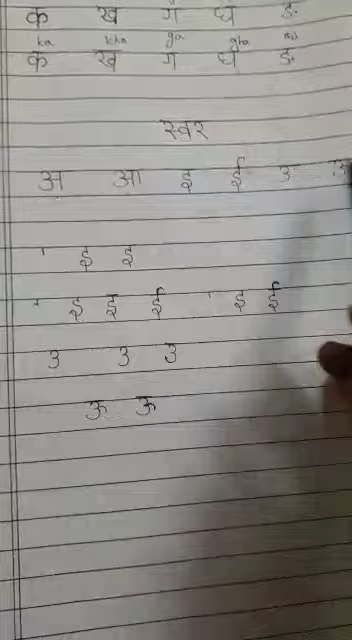 क ख ग घ ङ
ka kha ga gha
क ख ग घ ङ
स्वर
अ आ इ ई उ
' इ इ
' इ इ ई ' इ ई
उ उ उ
ऊ ऊ